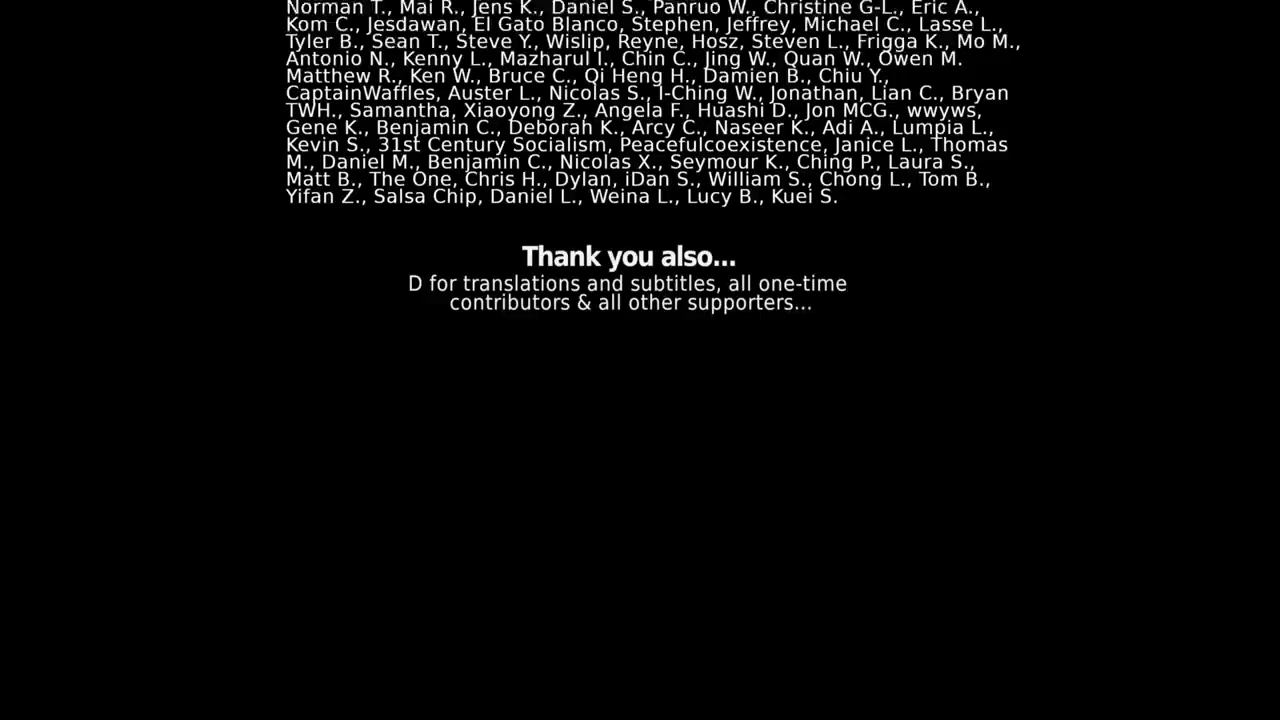 Norman T., Mai R., Jens K., Daniel S., Panruo W., Christine G-L., Eric A.,
Kom C., Jesdawan, El Gato Blanco, Stephen, Jeffrey, Michael C., Lasse L.,
Tyler B., Sean T., Steve Y., Wislip, Reyne, Hosz, Steven L., Frigga K., Mo M.,
Antonio N., Kenny L., Mazharul I., Chin C., Jing W., Quan W., Owen M.
Matthew R., Ken W., Bruce C., Qi Heng H., Damien B., Chiu Y.,
CaptainWaffles, Auster L., Nicolas S., I-Ching W., Jonathan, Lian C., Bryan
TWH., Samantha, Xiaoyong Z., Angela F., Huashi D., Jon MCG., wwyws,
Gene K., Benjamin C., Deborah K., Arcy C., Naseer K., Adi A., Lumpia L.,
Kevin S., 31st Century Socialism, Peacefulcoexistence, Janice L., Thomas
M., Daniel M., Benjamin C., Nicolas X., Seymour K., Ching P., Laura S.,
Matt B., The One, Chris H., Dylan, iDan S., William S., Chong L., Tom B.,
Yifan Z., Salsa Chip, Daniel L., Weina L., Lucy B., Kuei S.
Thank you also...
D for translations and subtitles, all one-time
contributors & all other supporters...